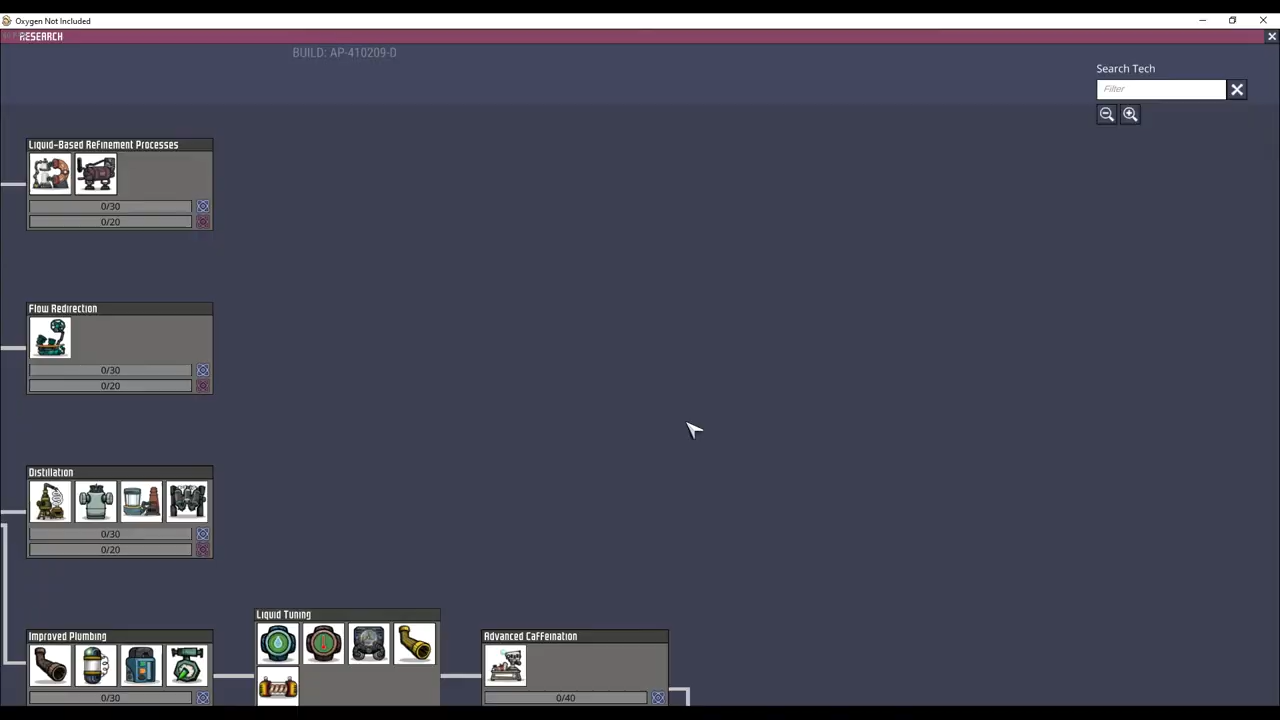 Oxygen Not Included
RESEARCH
BUILD: AP-410209-D
Search Tech
Filter
Liquid-Based Refinement Processes
0/30
0/20
Flow Redirection
0/30
0/20
Distillation
0/30
0/20
Improved Plumbing
0/30
Liquid Tuning
Advanced Caffeination
0/40